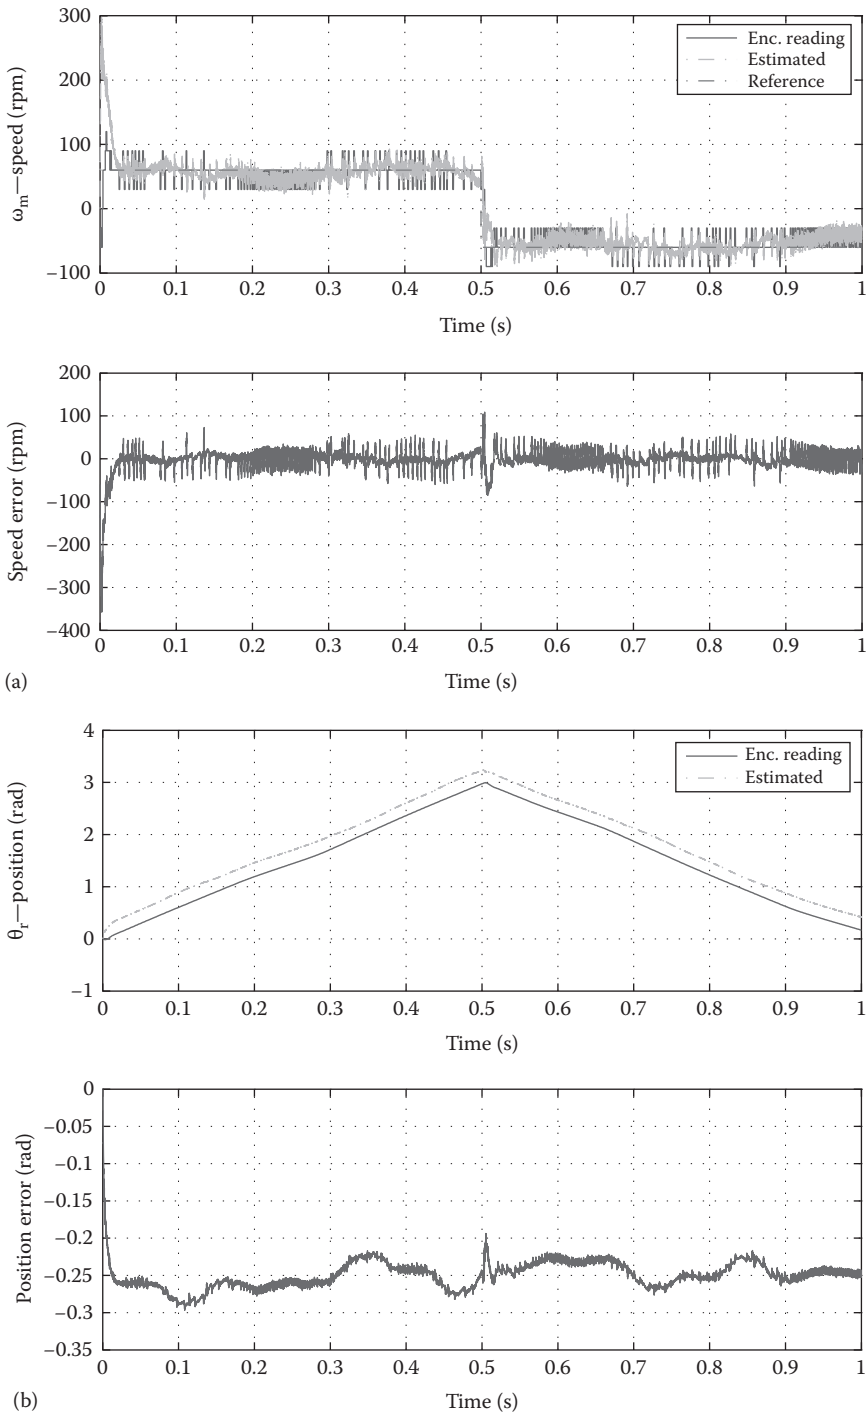 300
200
100
0
−100
ωm—speed (rpm)
Enc. reading
Estimated
Reference
0 0.1 0.2 0.3 0.4 0.5 0.6 0.7 0.8 0.9 1
Time (s)
200
100
0
−100
−200
−300
−400
Speed error (rpm)
0 0.1 0.2 0.3 0.4 0.5 0.6 0.7 0.8 0.9 1
(a)
Time (s)
4
3
2
1
0
−1
θr—position (rad)
Enc. reading
Estimated
0 0.1 0.2 0.3 0.4 0.5 0.6 0.7 0.8 0.9 1
Time (s)
0
−0.05
−0.1
−0.15
−0.2
−0.25
−0.3
−0.35
Position error (rad)
0 0.1 0.2 0.3 0.4 0.5 0.6 0.7 0.8 0.9 1
(b)
Time (s)